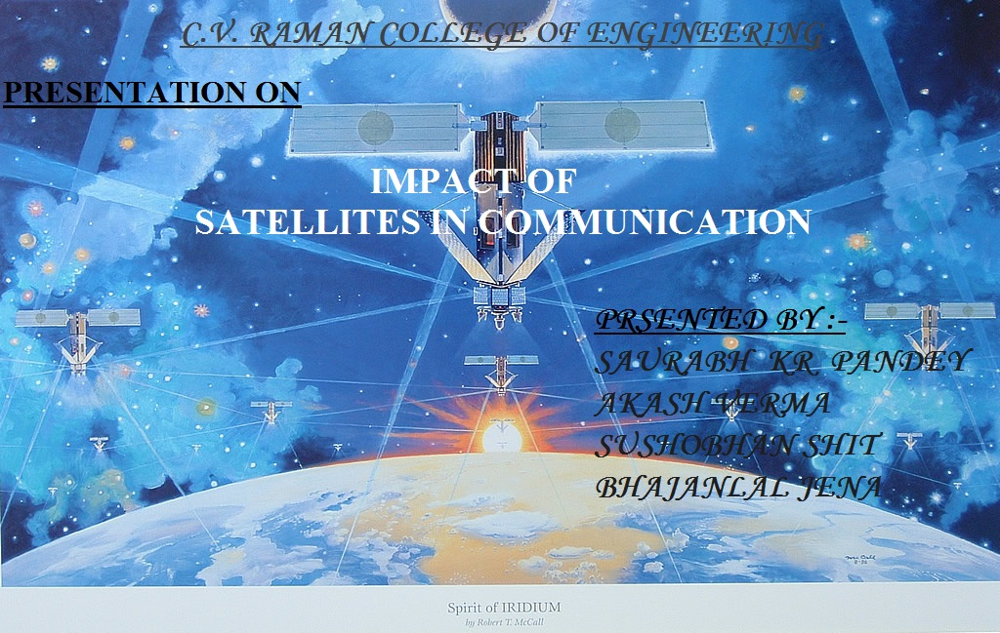 C.V. RAMAN COLLEGE OF ENGINEERING
PRESENTATION ON
IMPACT OF
SATELLITES IN COMMUNICATION
PRSENTED BY :-
SAURABH KR PANDEY
AKASH VERMA
SUSHOBHAN SHIT
BHAJANLAL JENA
Spirit of IRIDIUM
by Robert T. McCall